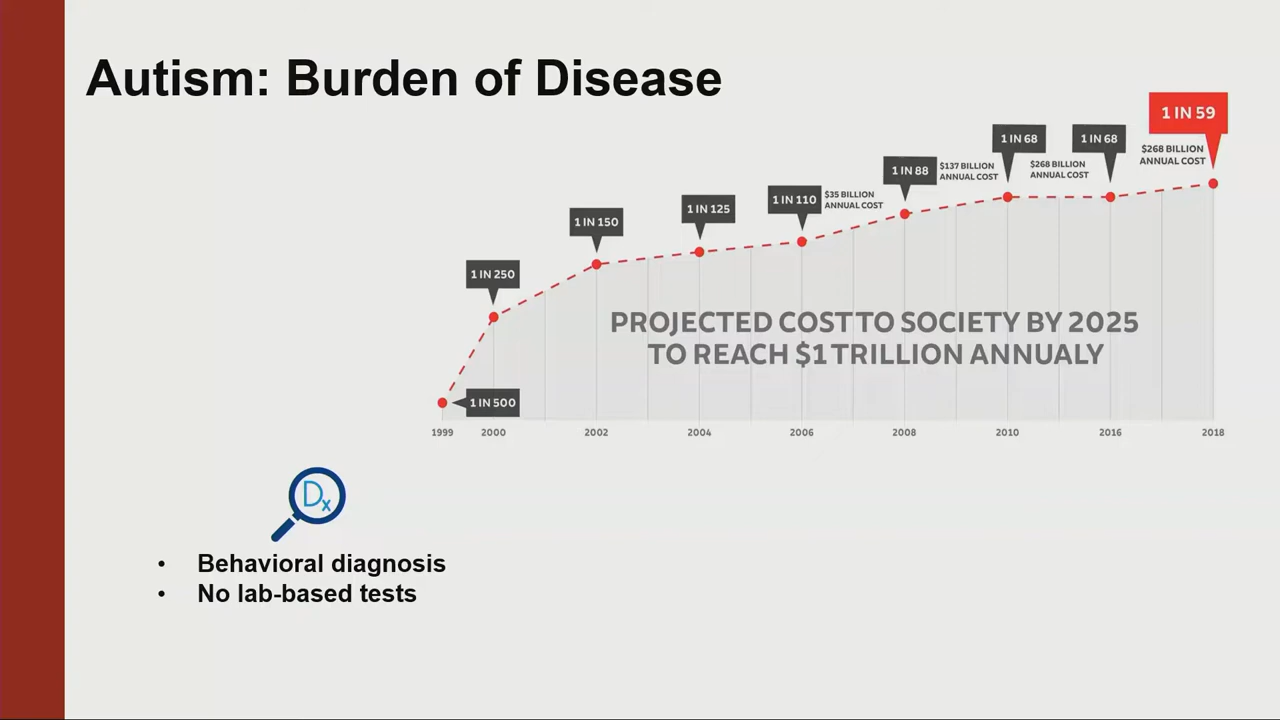 Autism: Burden of Disease
1 IN 59
1 IN 68
1 IN 68
$268 BILLION
ANNUAL COST
$137 BILLION
ANNUAL COST
$268 BILLION
ANNUAL COST
1 IN 88
1 IN 110
$35 BILLION
ANNUAL COST
1 IN 125
1 IN 150
1 IN 250
PROJECTED COST TO SOCIETY BY 2025
TO REACH $1 TRILLION ANNUALY
1 IN 500
1999 2000 2002 2004 2006 2008 2010 2016 2018
Dx
• Behavioral diagnosis
• No lab-based tests